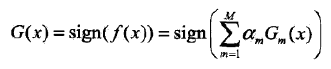 G(x) = sign(f(x)) = sign(∑_{m=1}^{M} α_m G_m(x))